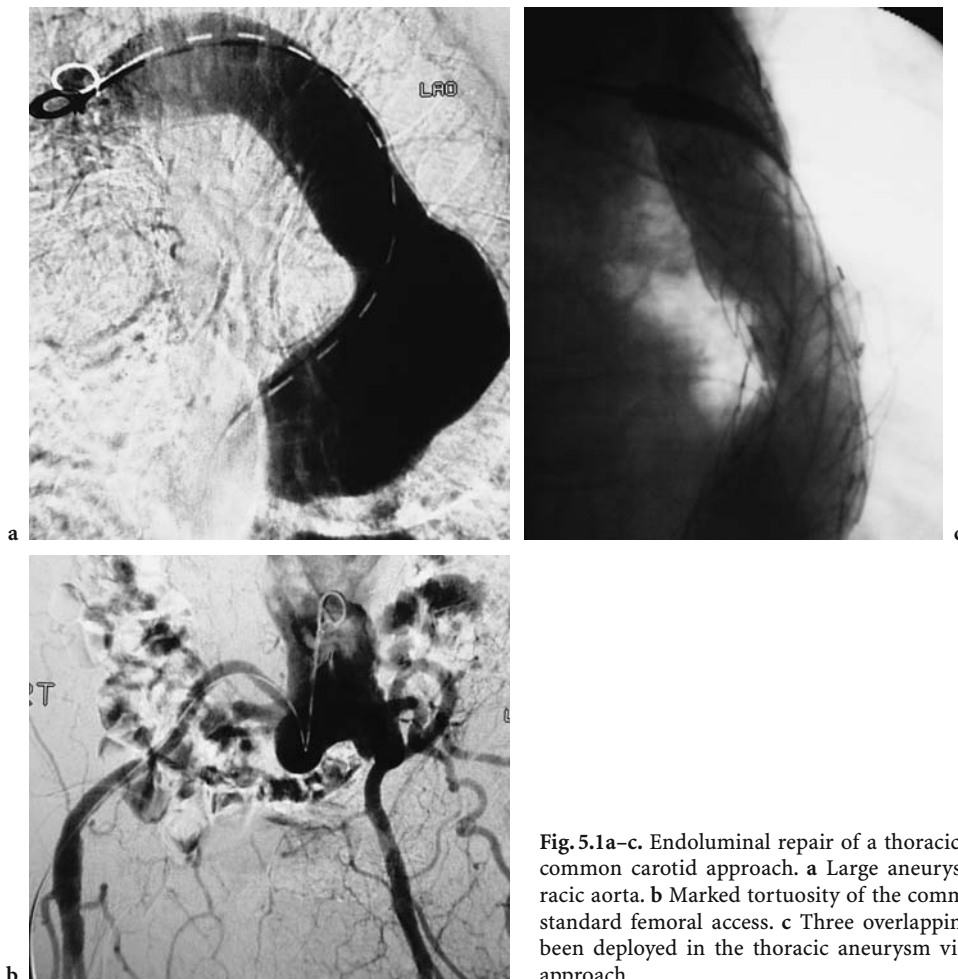 LAO
a
c
RT
b
Fig. 5.1a–c. Endoluminal repair of a thoracic
common carotid approach. a Large aneurys
racic aorta. b Marked tortuosity of the comm
standard femoral access. c Three overlappin
been deployed in the thoracic aneurysm vi
approach